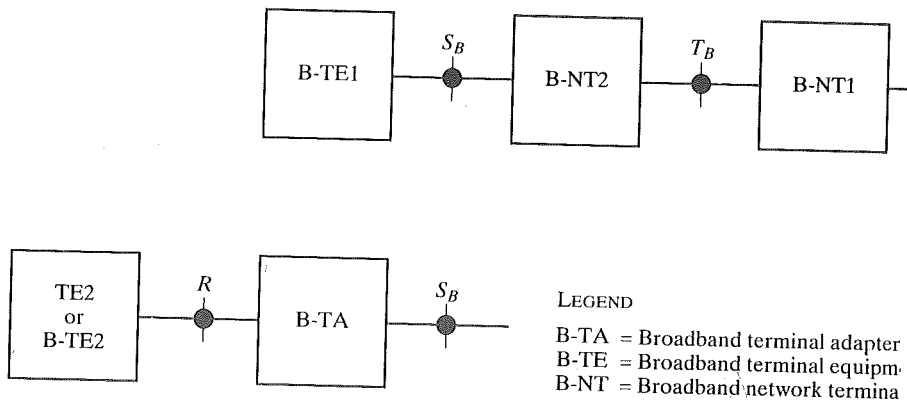 S_B
T_B
B-TE1
B-NT2
B-NT1
R
S_B
TE2
or
B-TE2
B-TA
LEGEND
B-TA = Broadband terminal adapter
B-TE = Broadband terminal equipm
B-NT = Broadband network termina